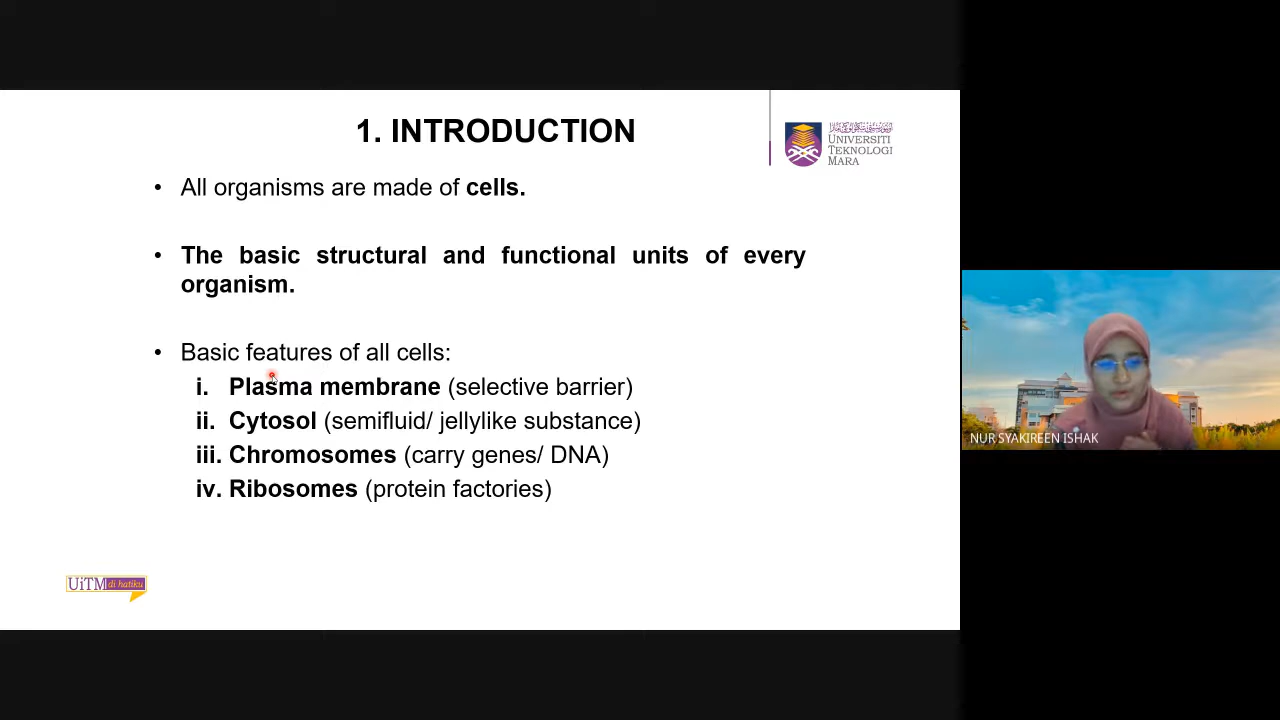 1. INTRODUCTION
UNIVERSITI
TEKNOLOGI
MARA
• All organisms are made of cells.
• The basic structural and functional units of every
organism.
• Basic features of all cells:
i. Plasma membrane (selective barrier)
ii. Cytosol (semifluid/ jellylike substance)
iii. Chromosomes (carry genes/ DNA)
iv. Ribosomes (protein factories)
NUR SYAKIREEN ISHAK
UiTM di hatiku